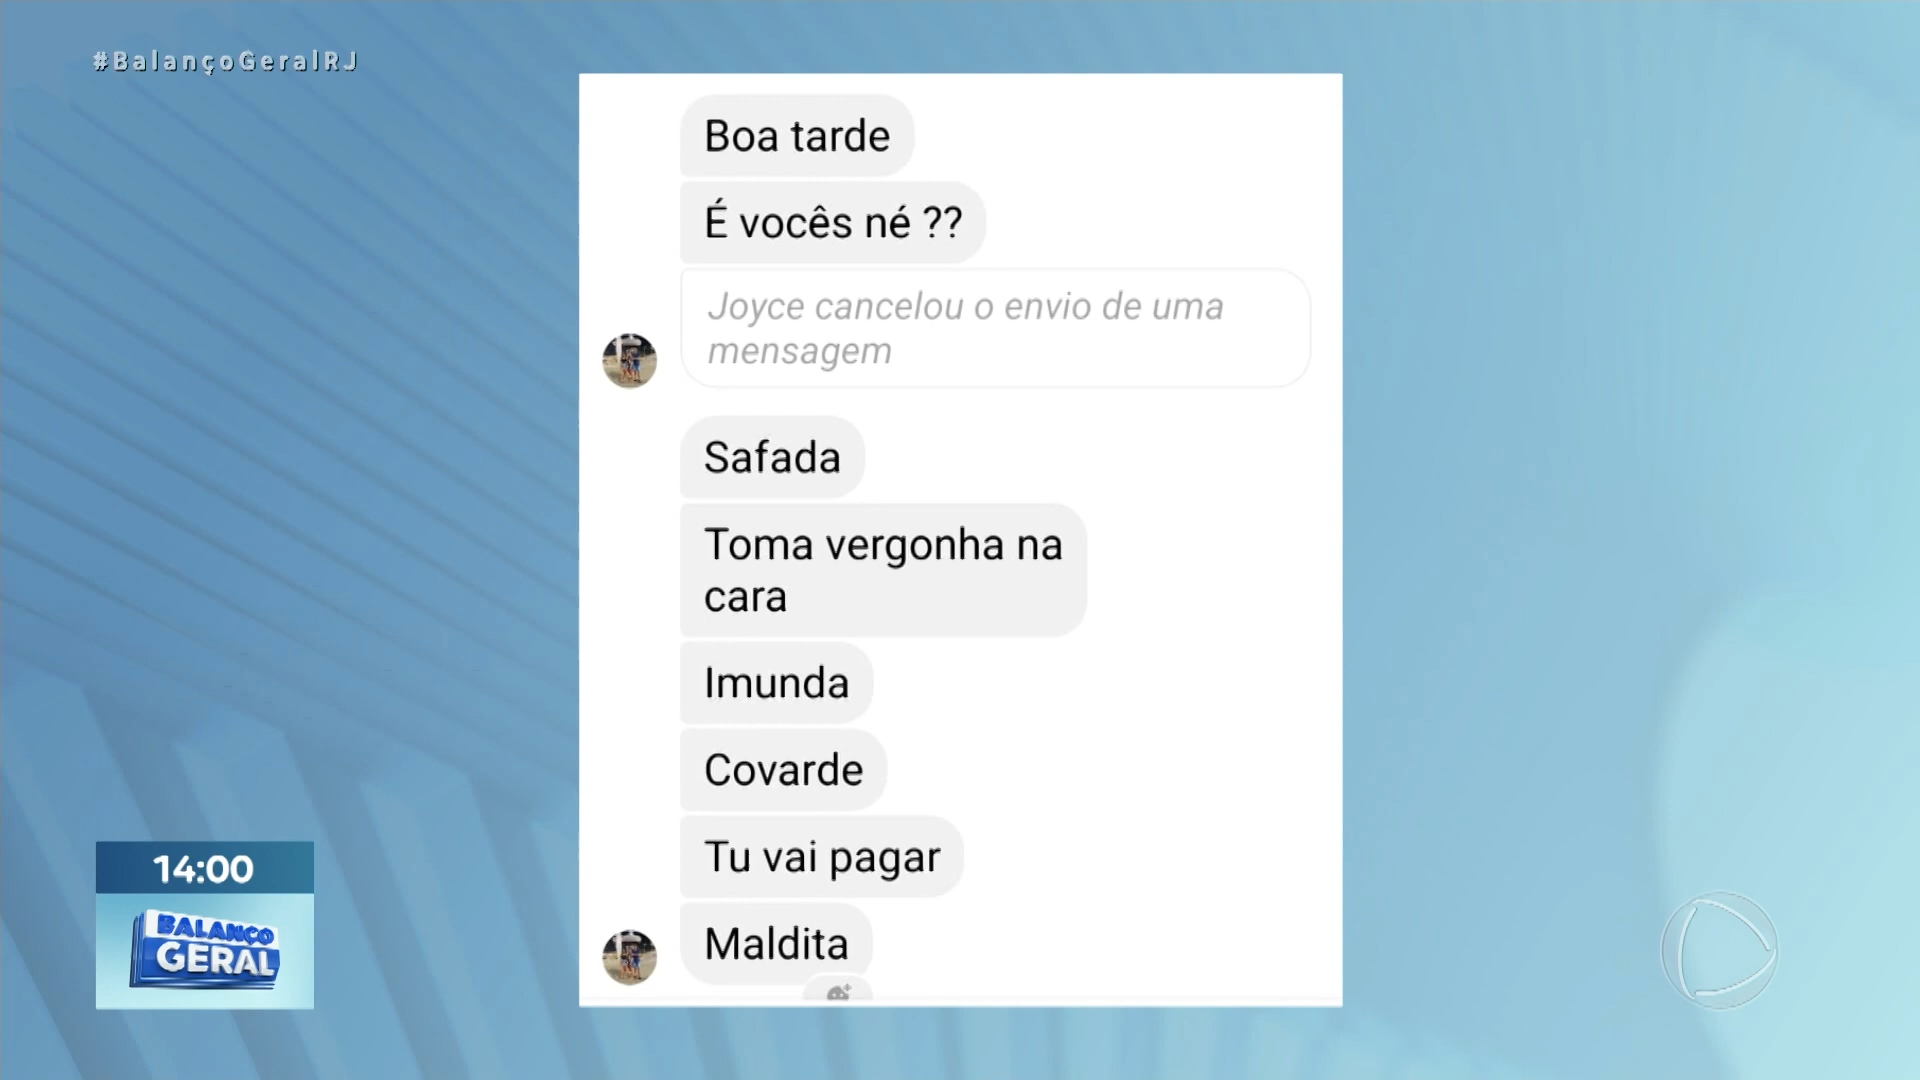 #BalançoGeralRJ
Boa tarde
É vocês né ??
Joyce cancelou o envio de uma
mensagem
Safada
Toma vergonha na
cara
Imunda
Covarde
Tu vai pagar
Maldita
14:00
BALANÇO
GERAL